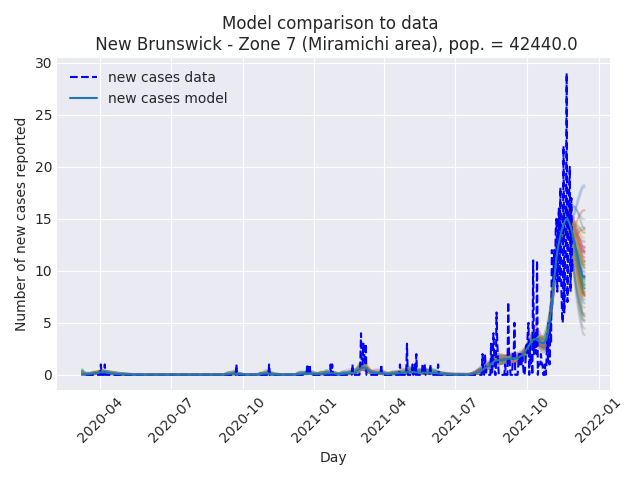 Model comparison to data
New Brunswick - Zone 7 (Miramichi area), pop. = 42440.0
new cases data
new cases model
Number of new cases reported
30
25
20
15
10
5
0
2020-04
2020-07
2020-10
2021-01
2021-04
2021-07
2021-10
2022-01
Day